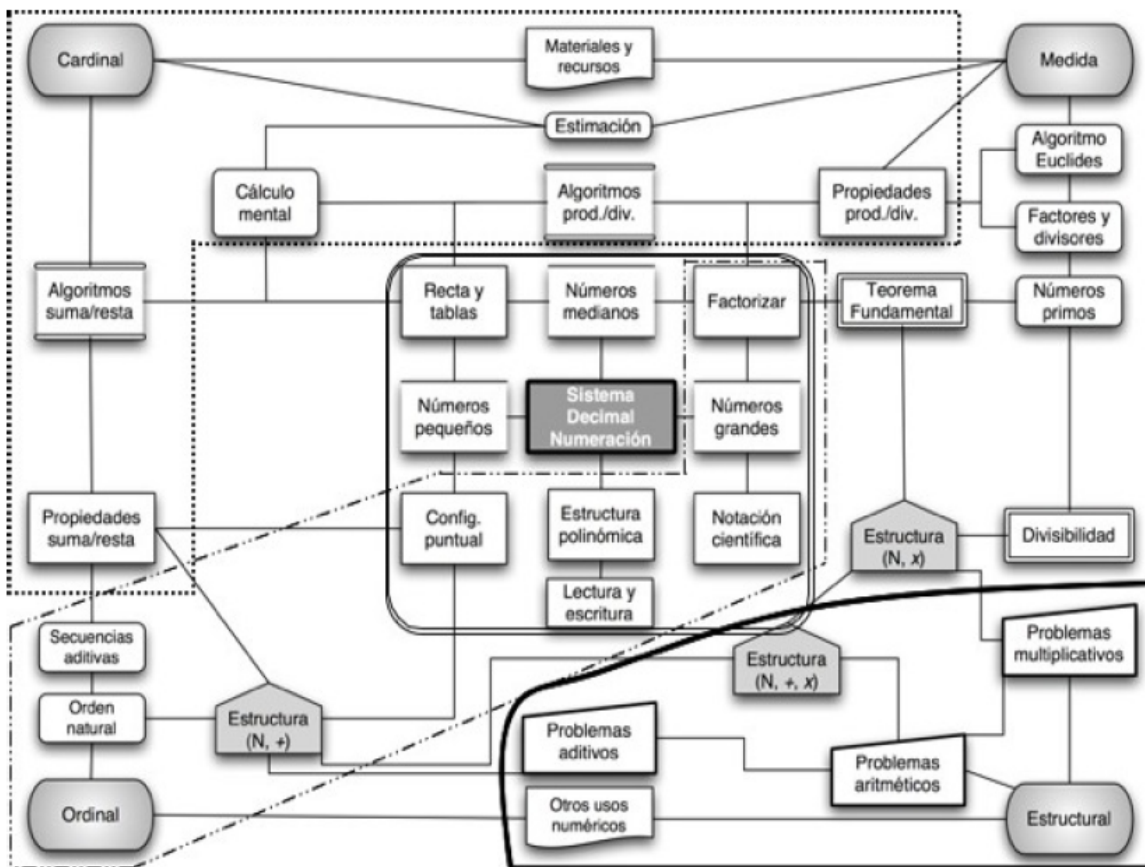 Cardinal
Materiales y
recursos
Medida
Estimación
Algoritmo
Euclides
Cálculo
mental
Algoritmos
prod./div.
Propiedades
prod./div.
Factores y
divisores
Algoritmos
suma/resta
Recta y
tablas
Números
medianos
Factorizar
Teorema
Fundamental
Números
primos
Números
pequeños
Sistema
Decimal
Numeración
Números
grandes
Propiedades
suma/resta
Config.
puntual
Estructura
polinómica
Notación
científica
Estructura
(N, x)
Divisibilidad
Lectura y
escritura
Secuencias
aditivas
Estructura
(N, +, x)
Problemas
multiplicativos
Orden
natural
Estructura
(N, +)
Problemas
aditivos
Problemas
aritméticos
Ordinal
Otros usos
numéricos
Estructural